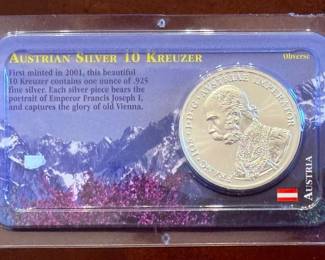 AUSTRIAN SILVER 10 KREUZER
Obverse
First minted in 2001, this beautiful
10 Kreuzer contains one ounce of .925
fine silver. Each silver piece bears the
portrait of Emperor Francis Joseph I,
and captures the glory of old Vienna.
AUSTRIA